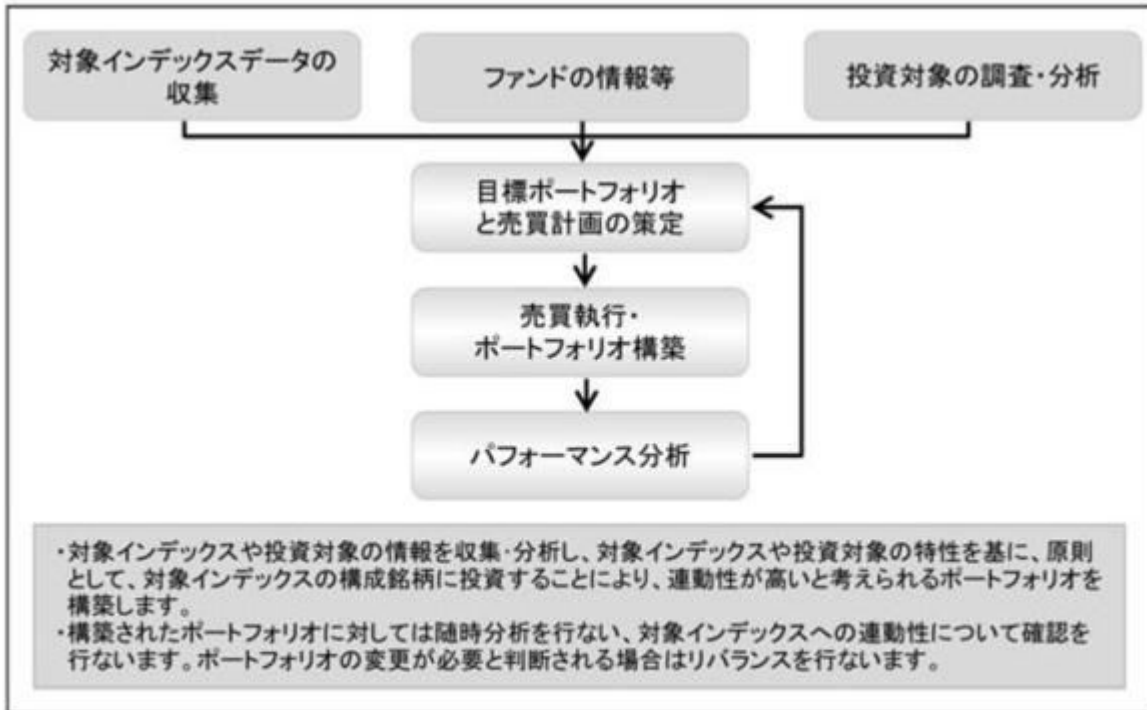 対象インデックスデータの
収集
ファンドの情報等
投資対象の調査・分析
目標ポートフォリオ
と売買計画の策定
売買執行・
ポートフォリオ構築
パフォーマンス分析
・対象インデックスや投資対象の情報を収集・分析し、対象インデックスや投資対象の特性を基に、原則
として、対象インデックスの構成銘柄に投資することにより、連動性が高いと考えられるポートフォリオを
構築します。
・構築されたポートフォリオに対しては随時分析を行ない、対象インデックスへの連動性について確認を
行ないます。ポートフォリオの変更が必要と判断される場合はリバランスを行ないます。